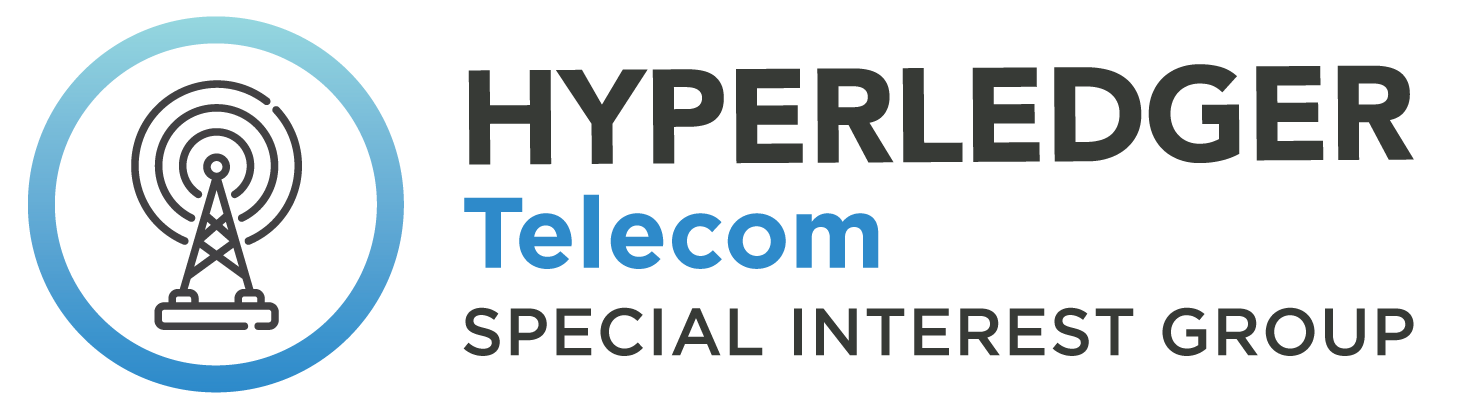 HYPERLEDGER
Telecom
SPECIAL INTEREST GROUP